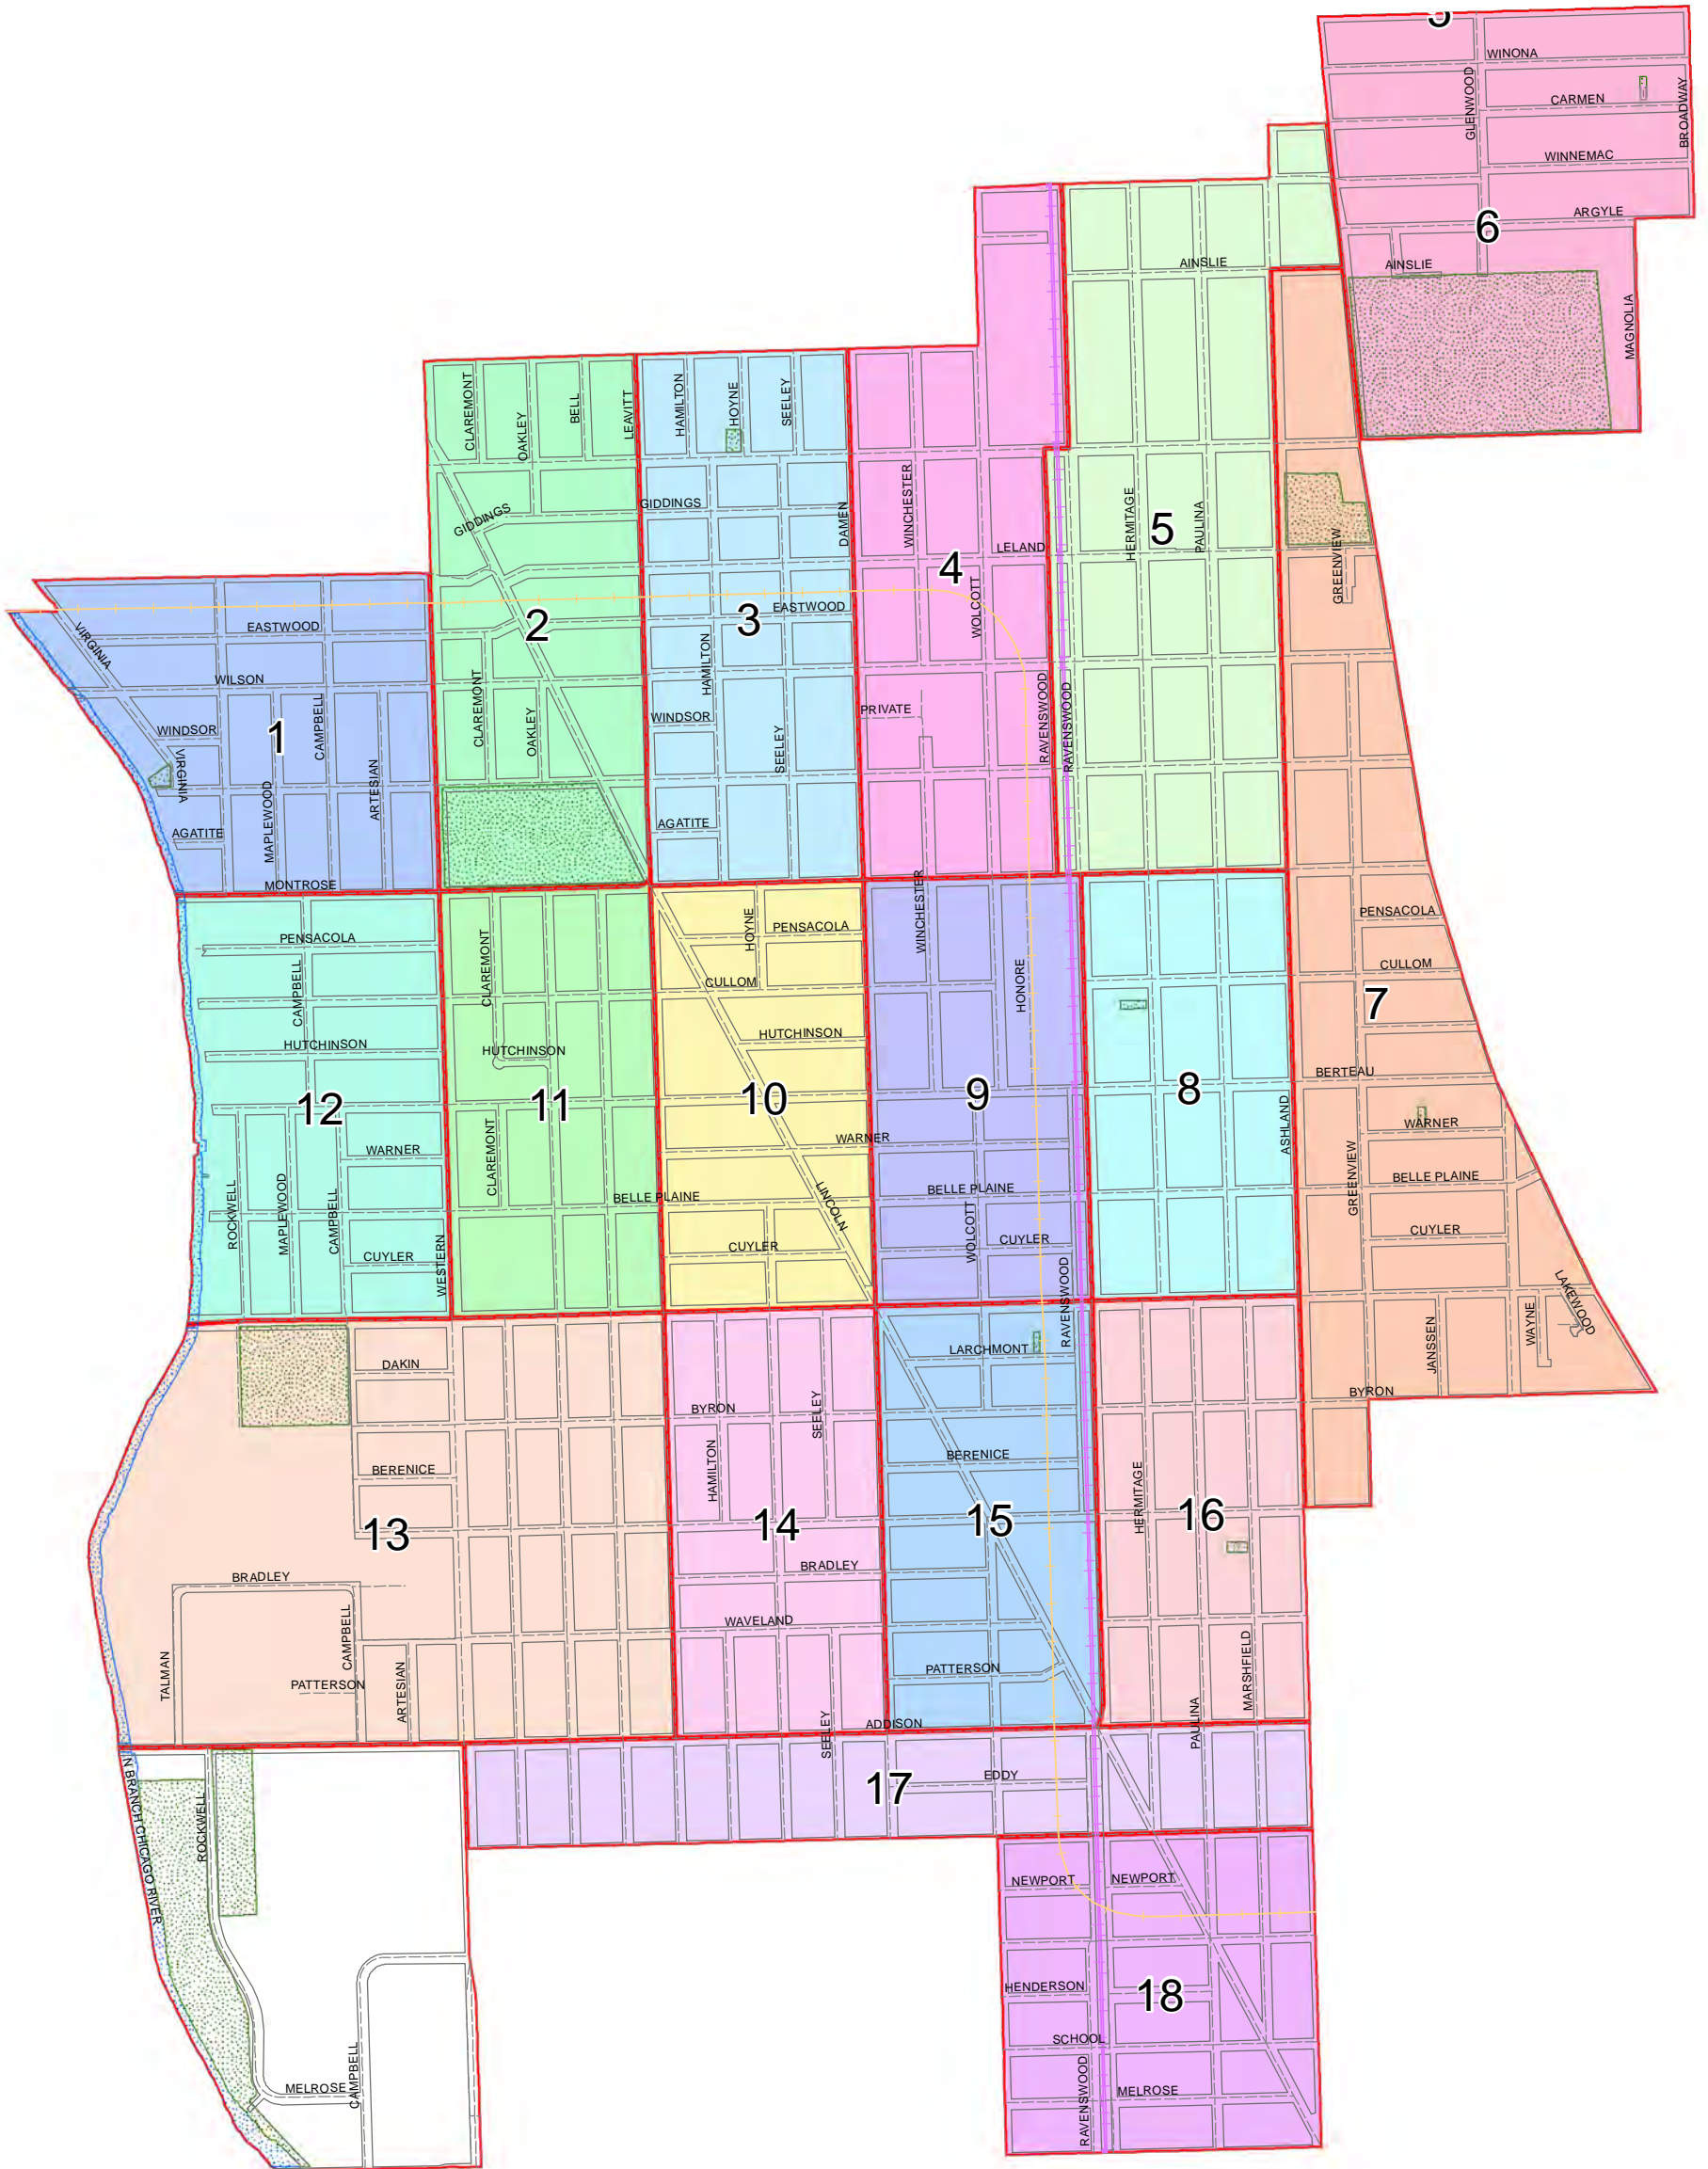 5
WINONA
GLENWOOD
CARMEN
BROADWAY
WINNEMAC
ARGYLE
6
AINSLIE
AINSLIE
MAGNOLIA
CLAREMONT
OAKLEY
BELL
LEAVITT
HAMILTON
HOYNE
SEELEY
WINCHESTER
HERMITAGE
PAULINA
GIDDINGS
GIDDINGS
DAMEN
5
LELAND
4
GREENVIEW
WOLCOTT
EASTWOOD
EASTWOOD
2
3
VIRGINIA
HAMILTON
WILSON
CLAREMONT
OAKLEY
WINDSOR
PRIVATE
RAVENSWOOD
RAVENSWOOD
WINDSOR
1
CAMPBELL
SEELEY
VIRGINIA
ARTESIAN
MAPLEWOOD
AGATITE
AGATITE
MONTROSE
WINCHESTER
HOYNE
PENSACOLA
PENSACOLA
PENSACOLA
CLAREMONT
CAMPBELL
CULLOM
HONORE
CULLOM
7
HUTCHINSON
HUTCHINSON
HUTCHINSON
BERTEAU
12
11
10
9
8
ASHLAND
WARNER
WARNER
WARNER
CLAREMONT
ROCKWELL
MAPLEWOOD
CAMPBELL
BELLE PLAINE
LINCOLN
BELLE PLAINE
GREENVIEW
BELLE PLAINE
WOLCOTT
CUYLER
CUYLER
CUYLER
CUYLER
WESTERN
RAVENSWOOD
LAKEWOOD
WAYNE
JANSSEN
LARCHMONT
DAKIN
BYRON
BYRON
SEELEY
HAMILTON
BERENICE
BERENICE
HERMITAGE
13
14
15
16
BRADLEY
BRADLEY
WAVELAND
CAMPBELL
TALMAN
PATTERSON
ARTESIAN
PATTERSON
MARSHFIELD
PAULINA
ADDISON
SEELEY
17
EDDY
N BRANCH CHICAGO RIVER
ROCKWELL
NEWPORT
NEWPORT
HENDERSON
18
SCHOOL
MELROSE
CAMPBELL
RAVENSWOOD
MELROSE